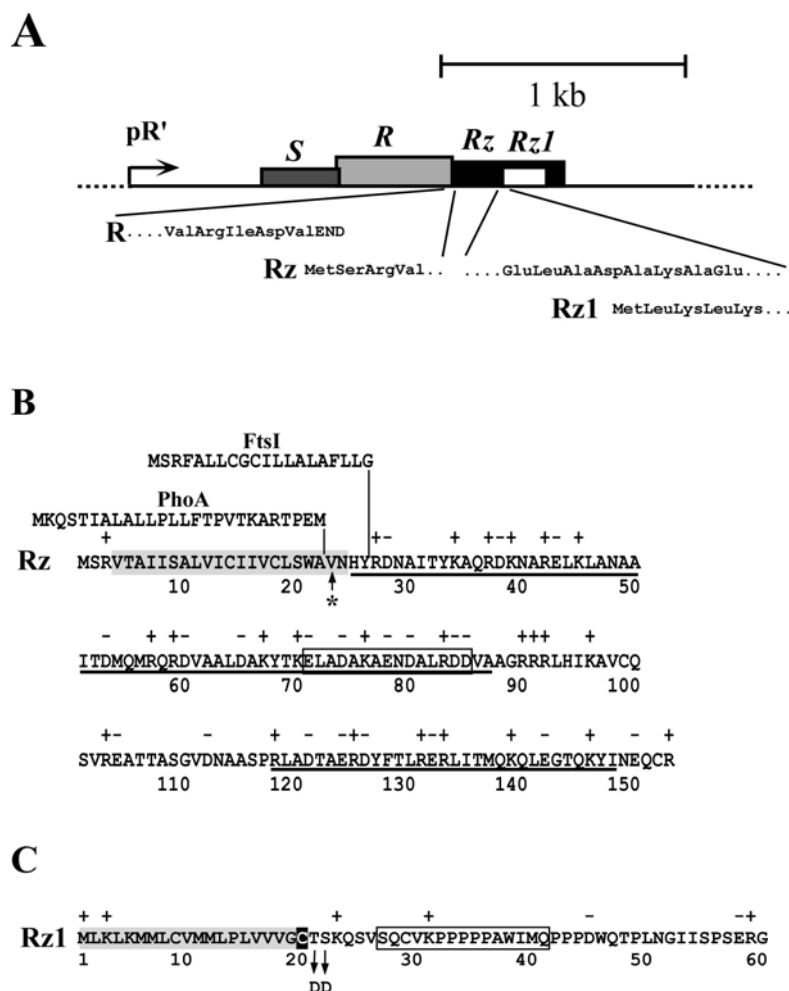 A
1 kb
pR'
S R Rz Rz1
R ....ValArgIleAspValEND
Rz MetSerArgVal.. ....GluLeuAlaAspAlaLysAlaGlu....
Rz1 MetLeuLysLeuLys...
B
FtsI
MSRFALLCGCILLALAFLLG
PhoA
MKQSTIALALLPLLFTPVTKARTPEM
+ + - + + - + + - +
Rz MSRVTAIISALVICIIVCLSWAVNHYRDNAITYKAQRDKNARELKLANAA
10 20 30 40 50
*
- + + - - + + - - + - - + - - + + + +
ITDMQMRQRDVAALDAKYTKELADAKAENDALRDDVAAGRRRLHIKAVCQ
60 70 80 90 100
+ - - + - - + - + - + + - + - +
SVREATTASGVDNAASPRLADTAERDYFTLRERLITMQKQLEGTQKYINEQCR
110 120 130 140 150
C
+ + + + - - +
Rz1 MLKLKMMLCVMMLPLVVVGCTSKQSVSQCVKPPPPPAWIMQPPPDWQTPLNGIISPSERG
1 10 20 30 40 50 60
DD